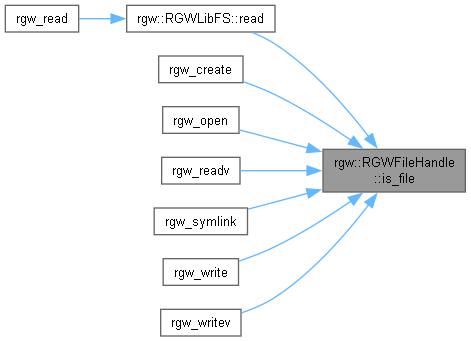 rgw_read
rgw::RGWLibFS::read
rgw_create
rgw_open
rgw_readv
rgw_symlink
rgw_write
rgw_writev
rgw::RGWFileHandle
::is_file